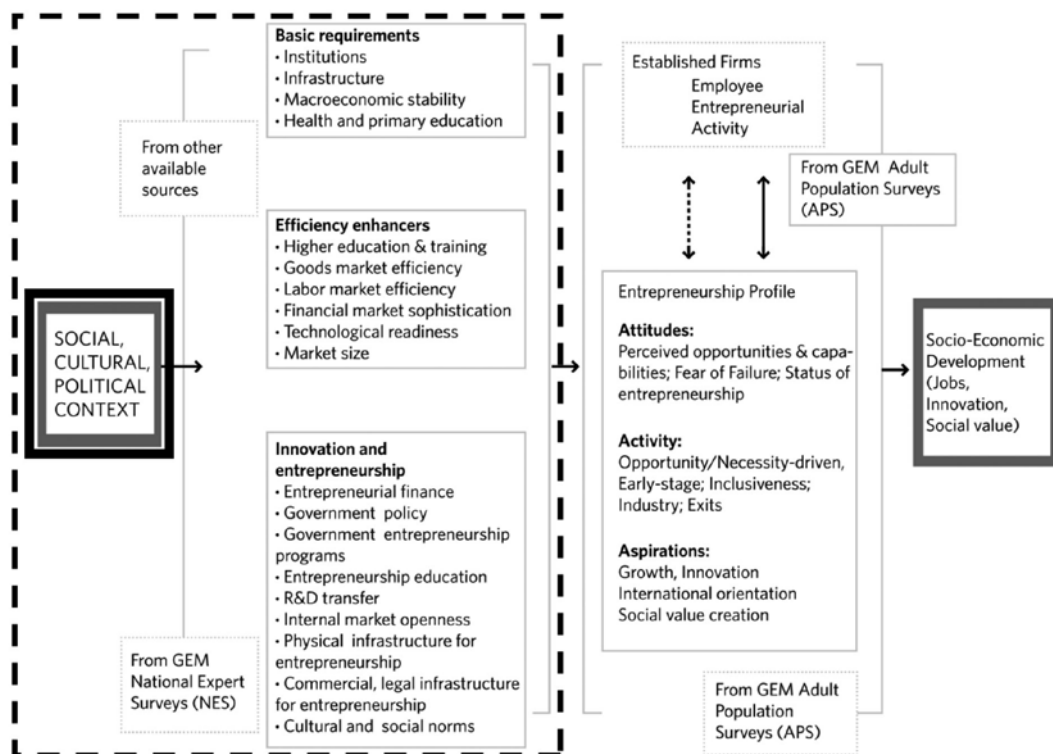 SOCIAL,
CULTURAL,
POLITICAL
CONTEXT
From other
available
sources
From GEM
National Expert
Surveys (NES)
Basic requirements
· Institutions
· Infrastructure
· Macroeconomic stability
· Health and primary education
Efficiency enhancers
· Higher education & training
· Goods market efficiency
· Labor market efficiency
· Financial market sophistication
· Technological readiness
· Market size
Innovation and
entrepreneurship
· Entrepreneurial finance
· Government policy
· Government entrepreneurship
programs
· Entrepreneurship education
· R&D transfer
· Internal market openness
· Physical infrastructure for
entrepreneurship
· Commercial, legal infrastructure
for entrepreneurship
· Cultural and social norms
Established Firms
Employee
Entrepreneurial
Activity
From GEM Adult
Population Surveys
(APS)
Entrepreneurship Profile
Attitudes:
Perceived opportunities & capa-
bilities; Fear of Failure; Status of
entrepreneurship
Activity:
Opportunity/Necessity-driven,
Early-stage; Inclusiveness;
Industry; Exits
Aspirations:
Growth, Innovation
International orientation
Social value creation
From GEM Adult
Population
Surveys (APS)
Socio-Economic
Development
(Jobs,
Innovation,
Social value)